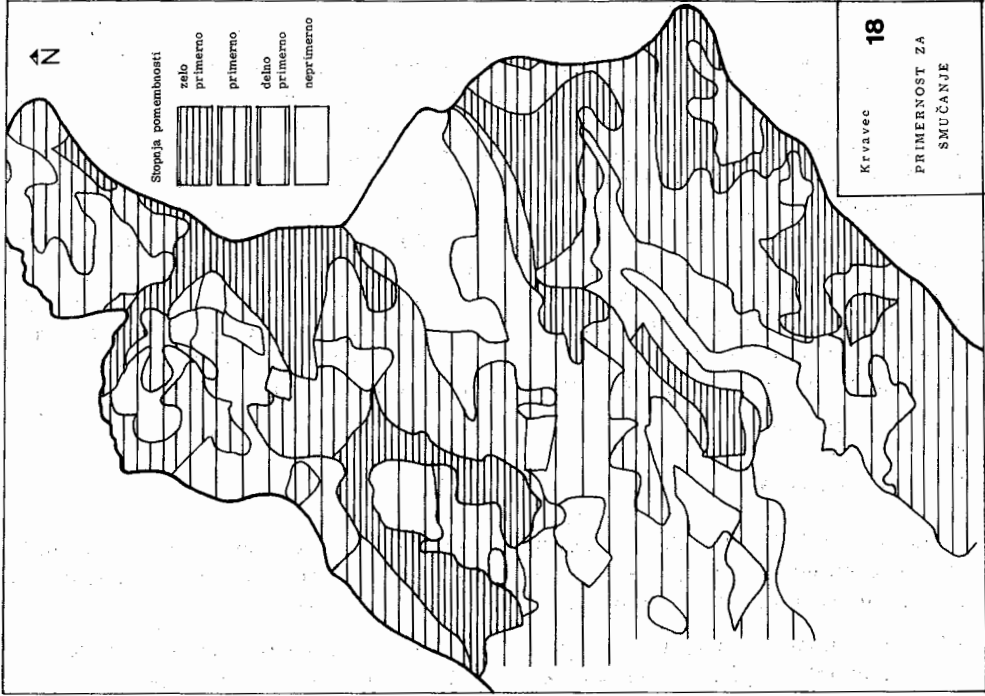 N
Stopnja pomembnosti
zelo
primerno
primerno
delno
primerno
neprimerno
Krvavec
18
PRIMERNOST ZA
SMUČANJE